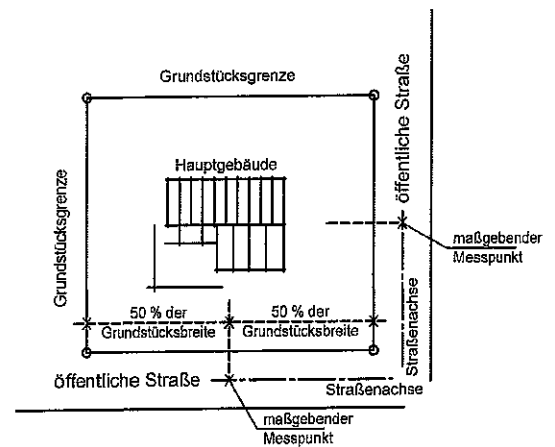 Grundstücksgrenze
öffentliche Straße
Grundstücksgrenze
Hauptgebäude
maßgebender
Messpunkt
50 % der
Grundstücksbreite
50 % der
Grundstücksbreite
Straßenachse
öffentliche Straße
Straßenachse
maßgebender
Messpunkt